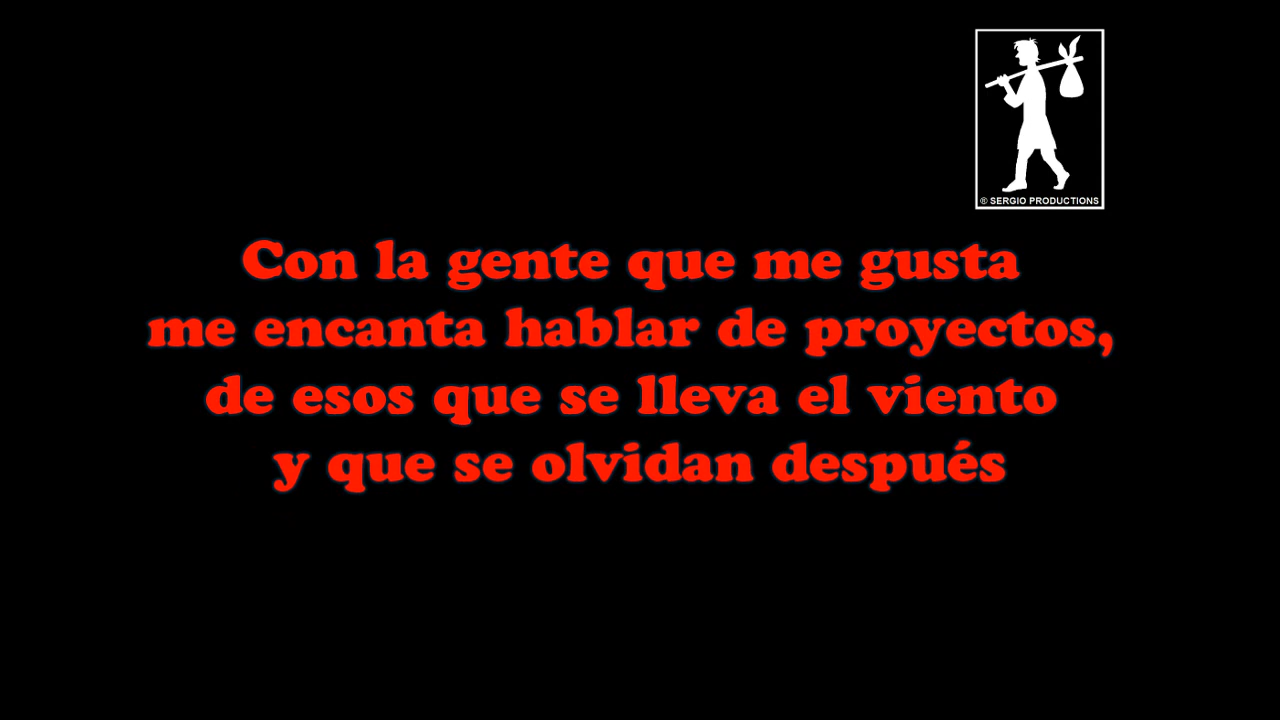 ® SERGIO PRODUCTIONS
Con la gente que me gusta
me encanta hablar de proyectos,
de esos que se lleva el viento
y que se olvidan después